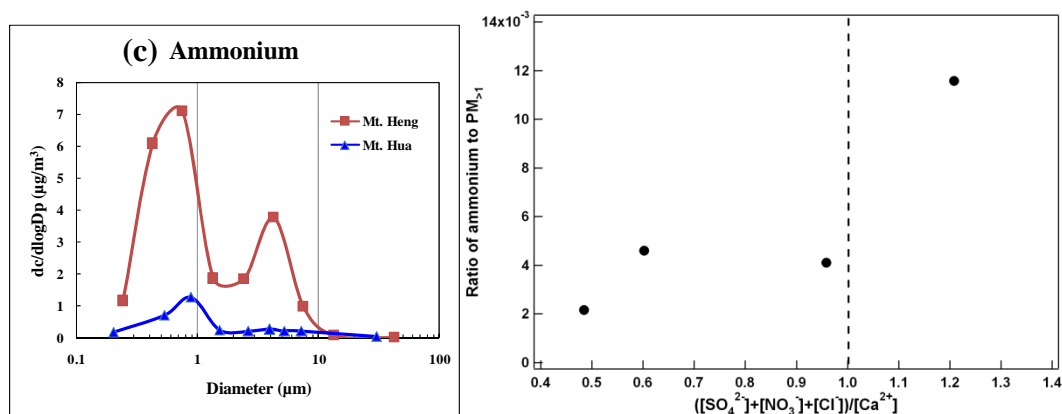 (c) Ammonium
dc/dlogDp (µg/m³)
8
7
6
5
4
3
2
1
0
Mt. Heng
Mt. Hua
0.1 1 10 100
Diameter (µm)
Ratio of ammonium to PM>1
14x10⁻³
12
10
8
6
4
2
0
0.4 0.5 0.6 0.7 0.8 0.9 1.0 1.1 1.2 1.3 1.4
([SO₄²⁻]+[NO₃⁻]+[Cl⁻])/[Ca²⁺]